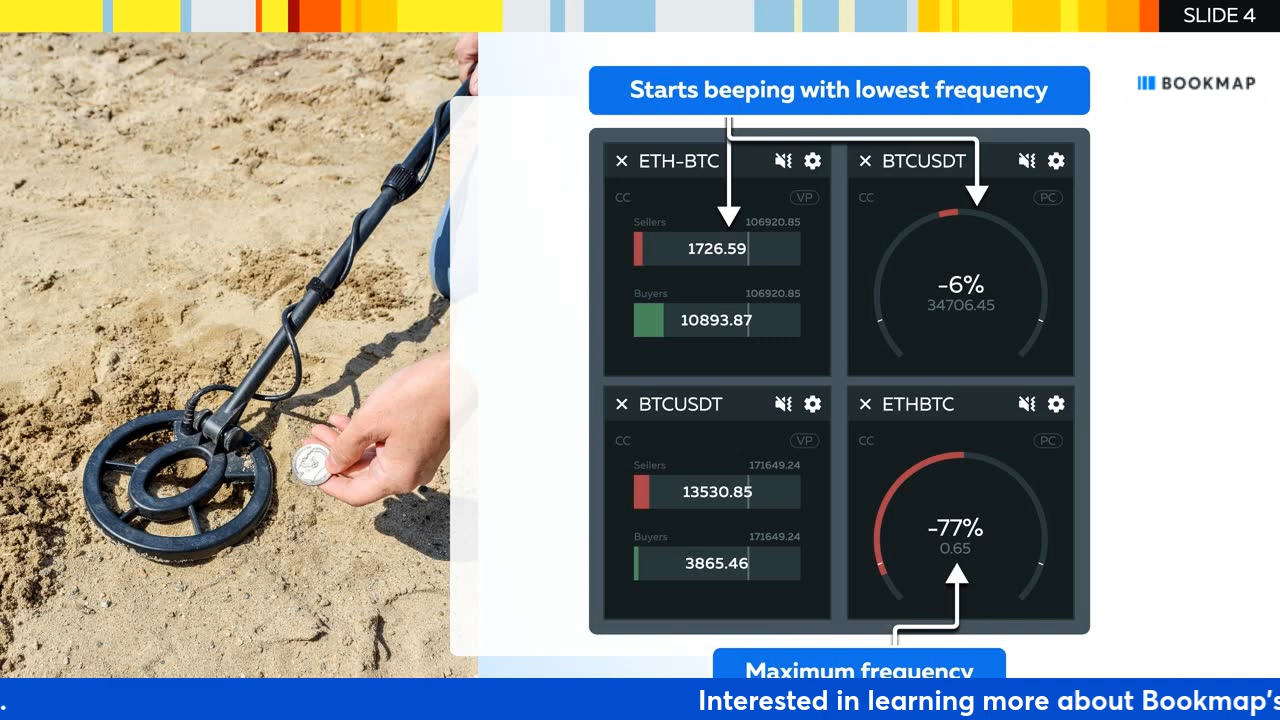 SLIDE 4
BOOKMAP
Starts beeping with lowest frequency
ETH-BTC
CC
VP
Sellers 106920.85
1726.59
Buyers 106920.85
10893.87
BTCUSDT
CC
PC
-6%
34706.45
BTCUSDT
CC
VP
Sellers 171649.24
13530.85
Buyers 171649.24
3865.46
ETHBTC
CC
PC
-77%
0.65
Maximum frequency
. Interested in learning more about Bookmap's